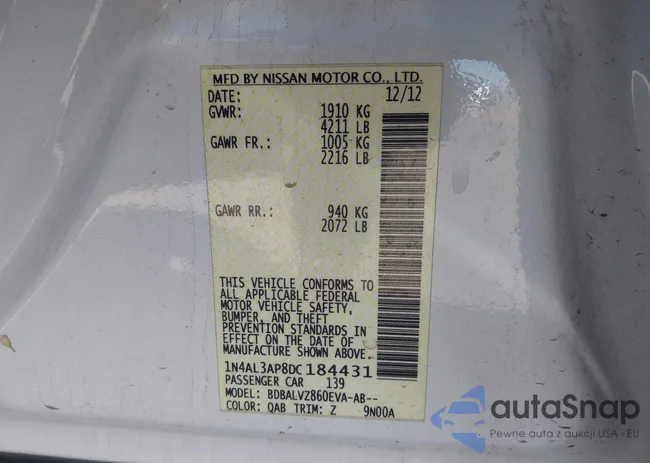 MFD BY NISSAN MOTOR CO., LTD.
DATE: 12/12
GVWR: 1910 KG
4211 LB
GAWR FR.: 1005 KG
2216 LB
GAWR RR.: 940 KG
2072 LB
THIS VEHICLE CONFORMS TO
ALL APPLICABLE FEDERAL
MOTOR VEHICLE SAFETY,
BUMPER, AND THEFT
PREVENTION STANDARDS IN
EFFECT ON THE DATE OF
MANUFACTURE SHOWN ABOVE.
1N4AL3AP8DC184431
PASSENGER CAR 139
MODEL: BDBALVZ860EVA-AB--
COLOR: QAB TRIM: Z 9N00A
autoSnap
Pewne auta z aukcji USA - EU